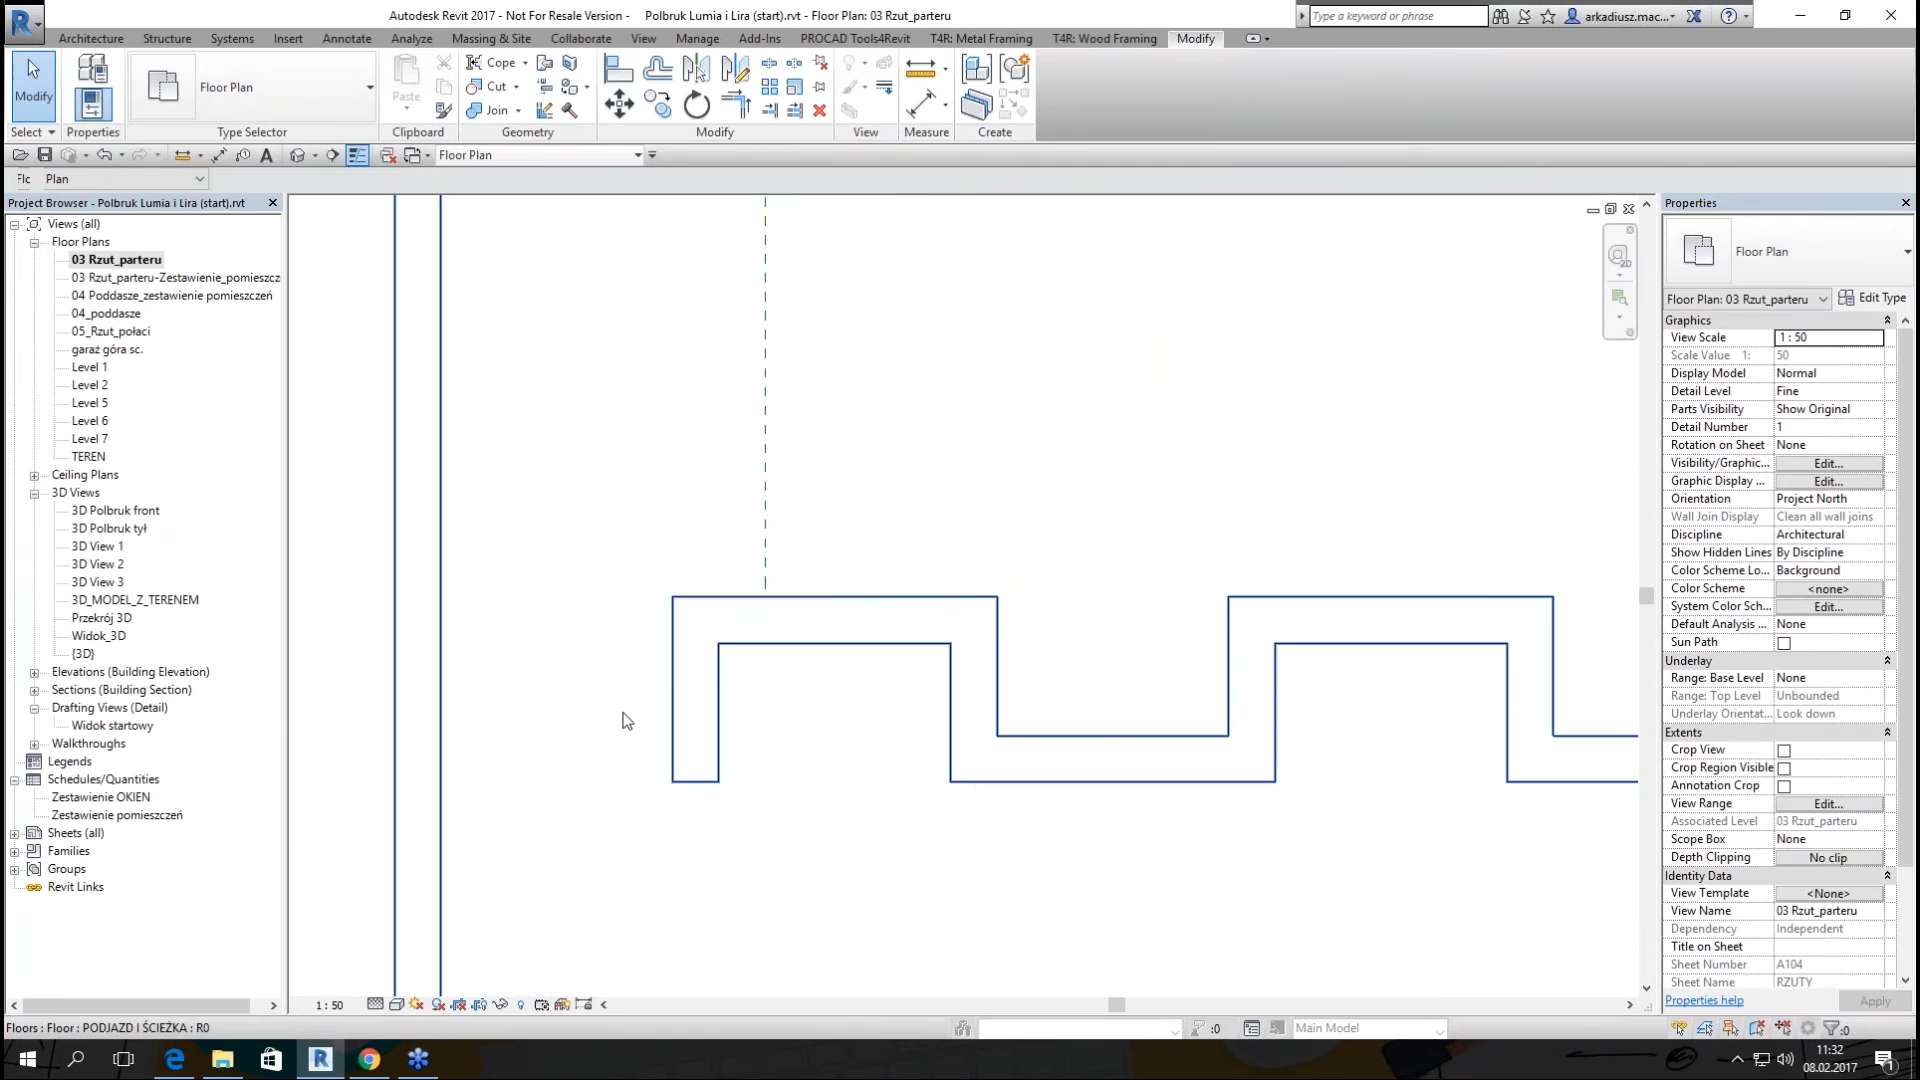 Autodesk Revit 2017 - Not For Resale Version - Polbruk Lumia i Lira (start).rvt - Floor Plan: 03 Rzut_parteru
Type a keyword or phrase
arkadiusz.mac...
Architecture Structure Systems Insert Annotate Analyze Massing & Site Collaborate View Manage Add-Ins PROCAD Tools4Revit T4R: Metal Framing T4R: Wood Framing Modify
Modify
Floor Plan
Paste
Cope
Cut
Join
Select Properties Type Selector Clipboard Geometry Modify View Measure Create
Floor Plan
Flc Plan
Project Browser - Polbruk Lumia i Lira (start).rvt
Views (all)
Floor Plans
03 Rzut_parteru
03 Rzut_parteru-Zestawienie_pomieszcz
04 Poddasze_zestawienie pomieszczeń
04_poddasze
05_Rzut_połaci
garaż góra sc.
Level 1
Level 2
Level 5
Level 6
Level 7
TEREN
Ceiling Plans
3D Views
3D Polbruk front
3D Polbruk tył
3D View 1
3D View 2
3D View 3
3D_MODEL_Z_TERENEM
Przekrój 3D
Widok_3D
{3D}
Elevations (Building Elevation)
Sections (Building Section)
Drafting Views (Detail)
Widok startowy
Walkthroughs
Legends
Schedules/Quantities
Zestawienie OKIEN
Zestawienie pomieszczeń
Sheets (all)
Families
Groups
Revit Links
2D
Properties
Floor Plan
Floor Plan: 03 Rzut_parteru Edit Type
Graphics
View Scale 1 : 50
Scale Value 1: 50
Display Model Normal
Detail Level Fine
Parts Visibility Show Original
Detail Number 1
Rotation on Sheet None
Visibility/Graphic... Edit...
Graphic Display ... Edit...
Orientation Project North
Wall Join Display Clean all wall joins
Discipline Architectural
Show Hidden Lines By Discipline
Color Scheme Lo... Background
Color Scheme <none>
System Color Sch... Edit...
Default Analysis ... None
Sun Path
Underlay
Range: Base Level None
Range: Top Level Unbounded
Underlay Orientat... Look down
Extents
Crop View
Crop Region Visible
Annotation Crop
View Range Edit...
Associated Level 03 Rzut_parteru
Scope Box None
Depth Clipping No clip
Identity Data
View Template <None>
View Name 03 Rzut_parteru
Dependency Independent
Title on Sheet
Sheet Number A104
Sheet Name RZUTY
Properties help Apply
1 : 50
Floors : Floor : PODJAZD I ŚCIEŻKA : R0
:0
Main Model
:0
11:32
08.02.2017
1